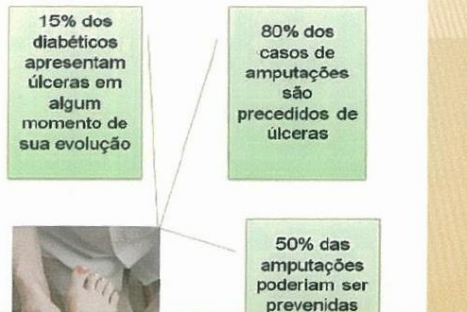 15% dos
diabéticos
apresentam
úlceras em
algum
momento de
sua evolução
80% dos
casos de
amputações
são
precedidos de
úlceras
50% das
amputações
poderiam ser
prevenidas